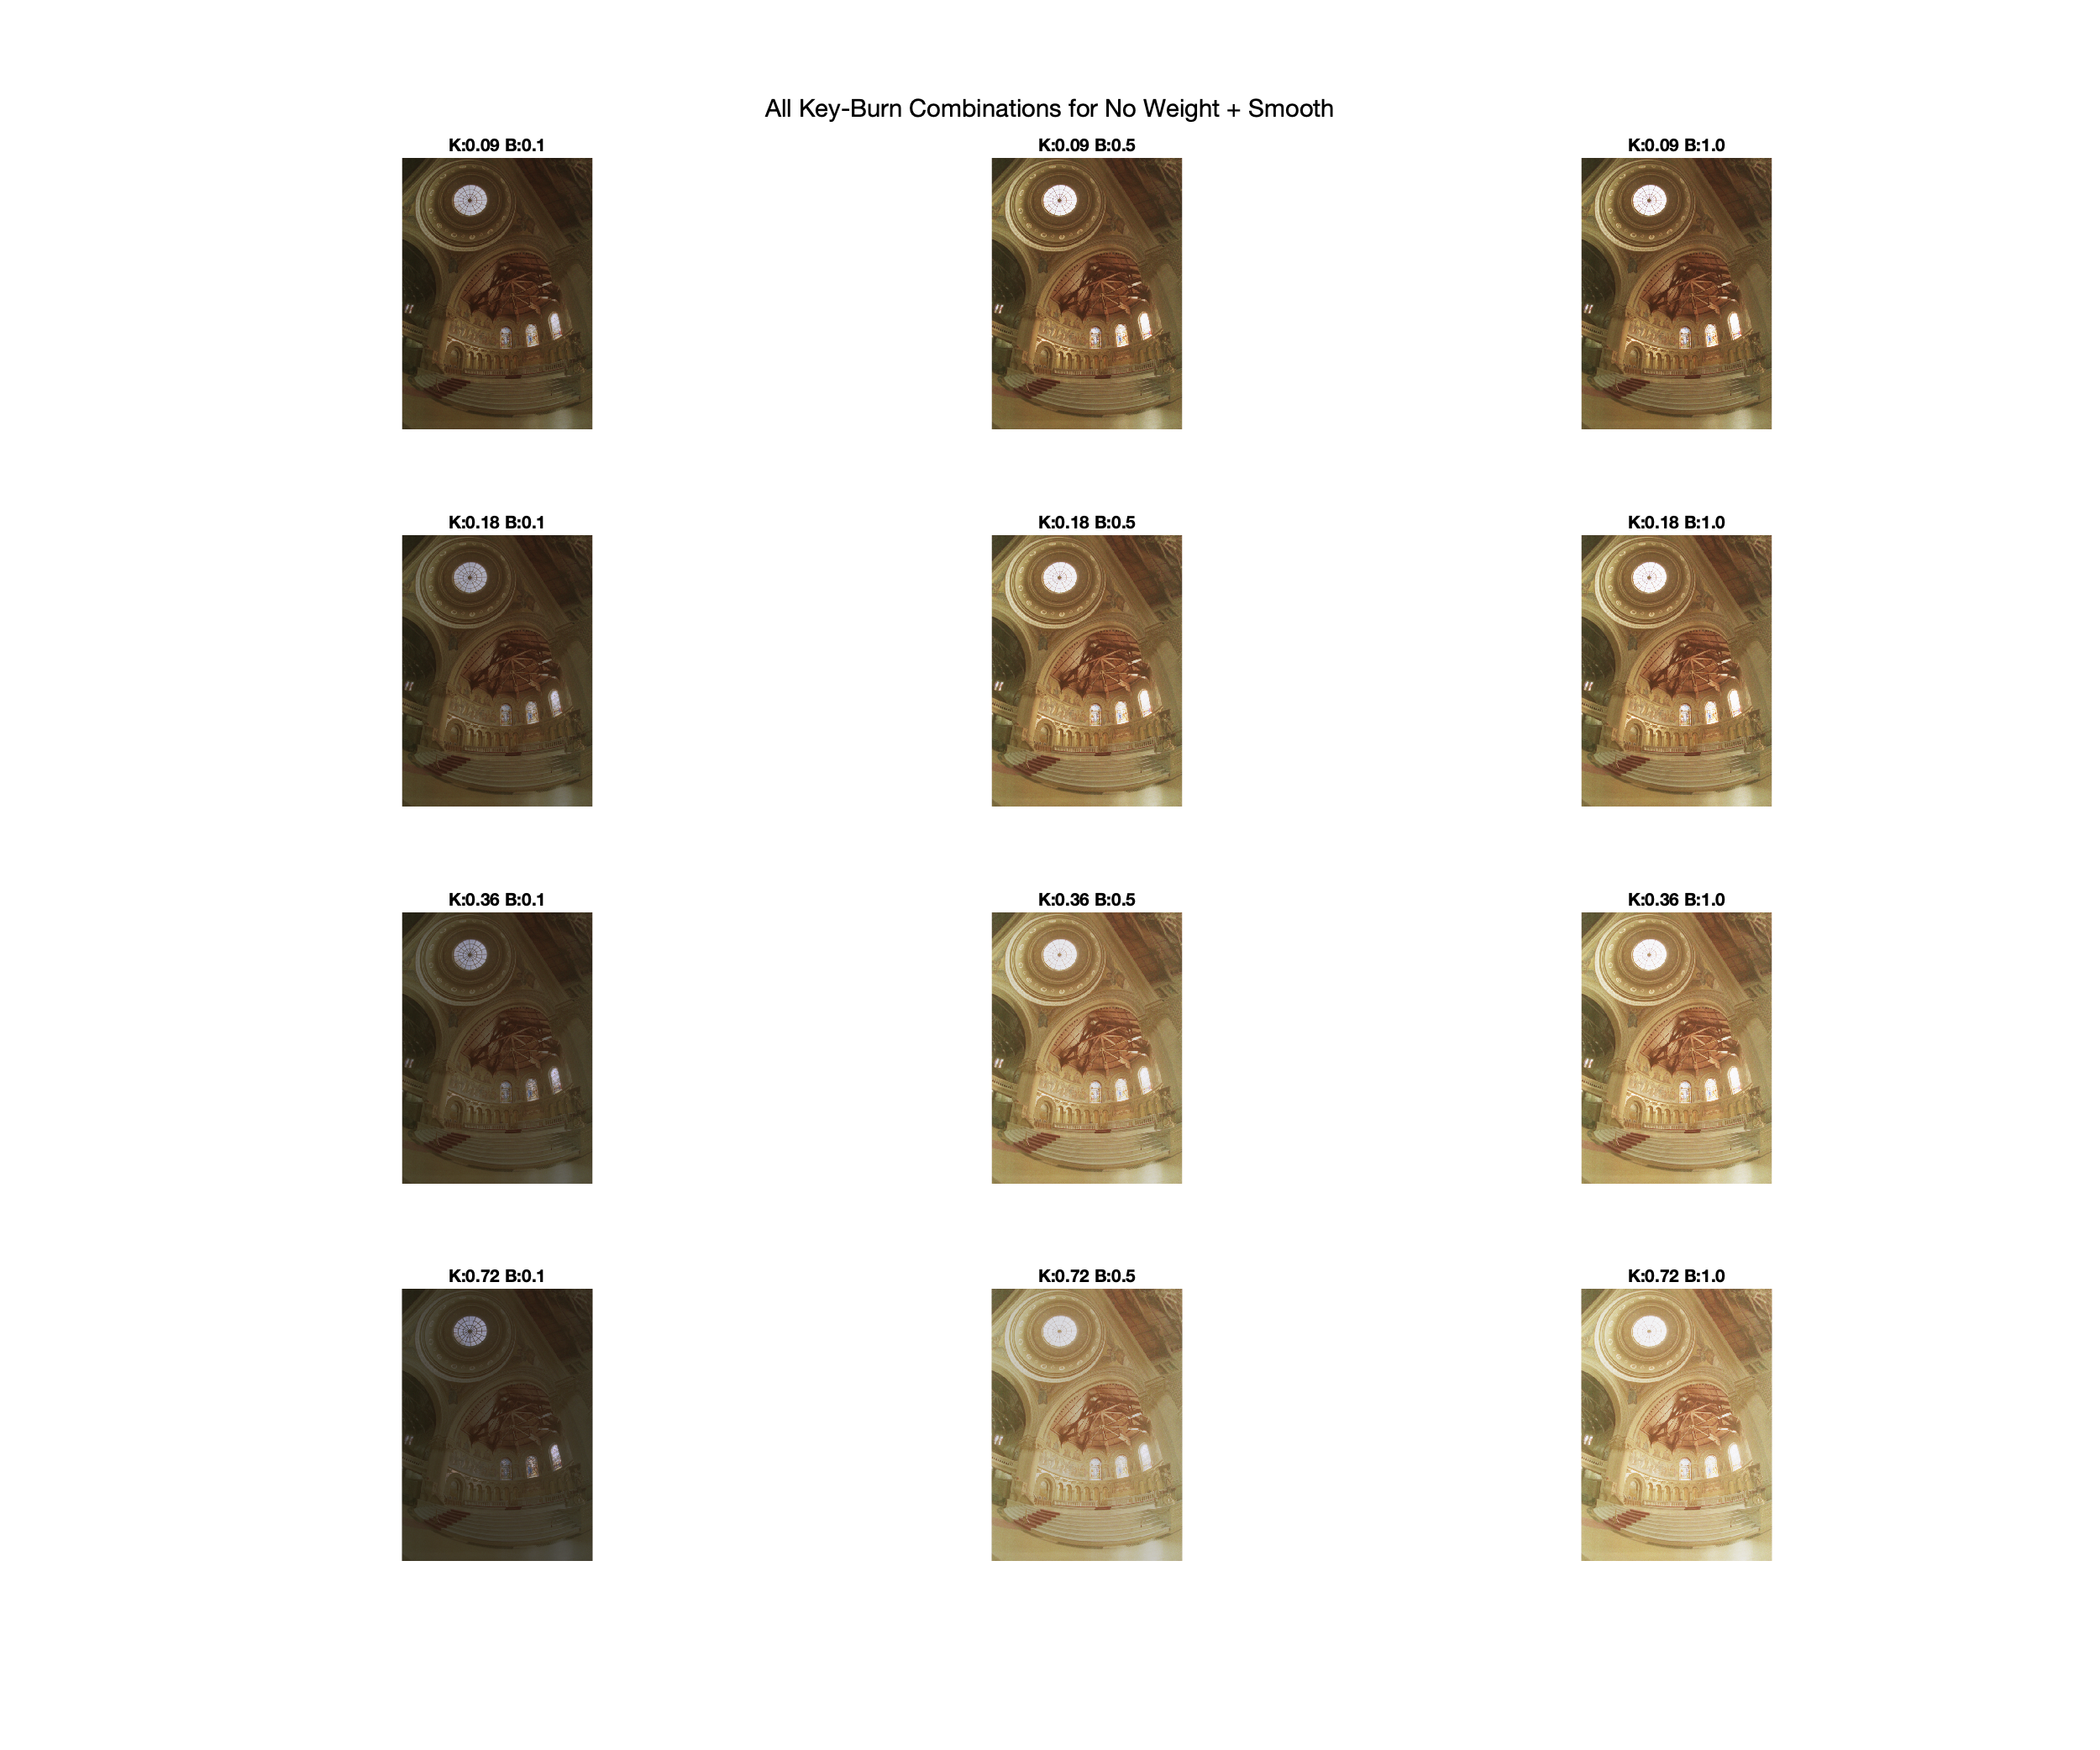 All Key-Burn Combinations for No Weight + Smooth
K:0.09 B:0.1
K:0.09 B:0.5
K:0.09 B:1.0
K:0.18 B:0.1
K:0.18 B:0.5
K:0.18 B:1.0
K:0.36 B:0.1
K:0.36 B:0.5
K:0.36 B:1.0
K:0.72 B:0.1
K:0.72 B:0.5
K:0.72 B:1.0